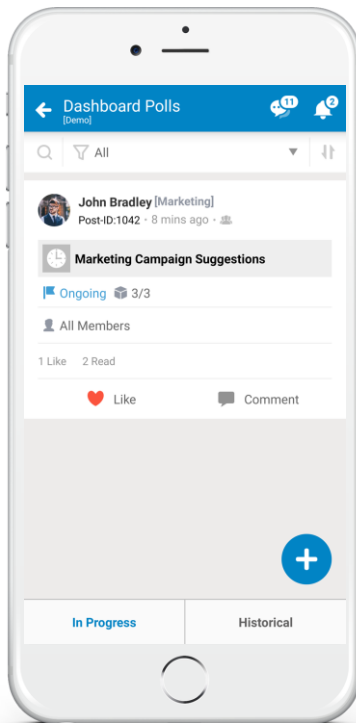 Dashboard Polls
[Demo]
11
2
All
John Bradley [Marketing]
Post-ID:1042 · 8 mins ago ·
Marketing Campaign Suggestions
Ongoing 3/3
All Members
1 Like 2 Read
Like Comment
In Progress Historical